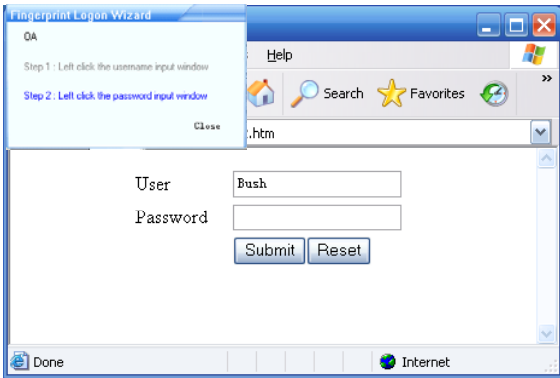 Fingerprint Logon Wizard
OA
Step 1 : Left click the username input window
Step 2 : Left click the password input window
Close
Help
Search
Favorites
»
.htm
User
Bush
Password
Submit
Reset
Done
Internet